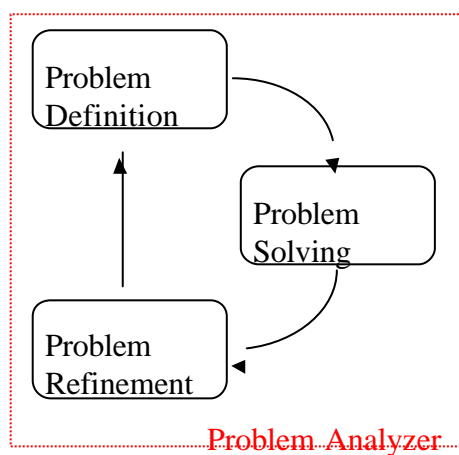 Problem
Definition
Problem
Solving
Problem
Refinement
Problem Analyzer